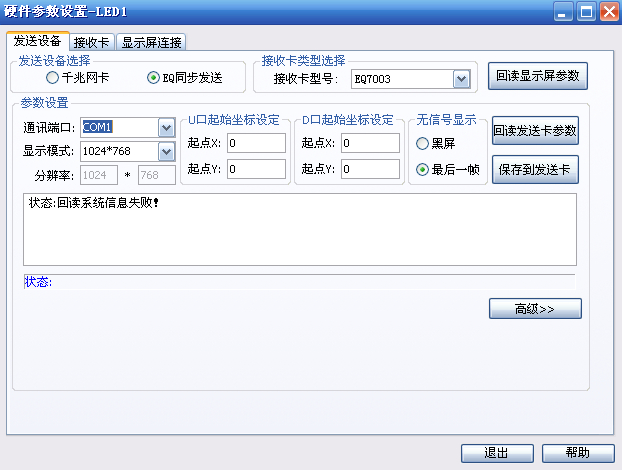 硬件参数设置-LED1
发送设备 接收卡 显示屏连接
发送设备选择
千兆网卡 EQ同步发送
接收卡类型选择
接收卡型号: EQ7003
回读显示屏参数
参数设置
通讯端口: COM1
显示模式: 1024*768
分辨率: 1024 * 768
U口起始坐标设定
起点X: 0
起点Y: 0
D口起始坐标设定
起点X: 0
起点Y: 0
无信号显示
黑屏
最后一帧
回读发送卡参数
保存到发送卡
状态:回读系统信息失败!
状态:
高级>>
退出 帮助